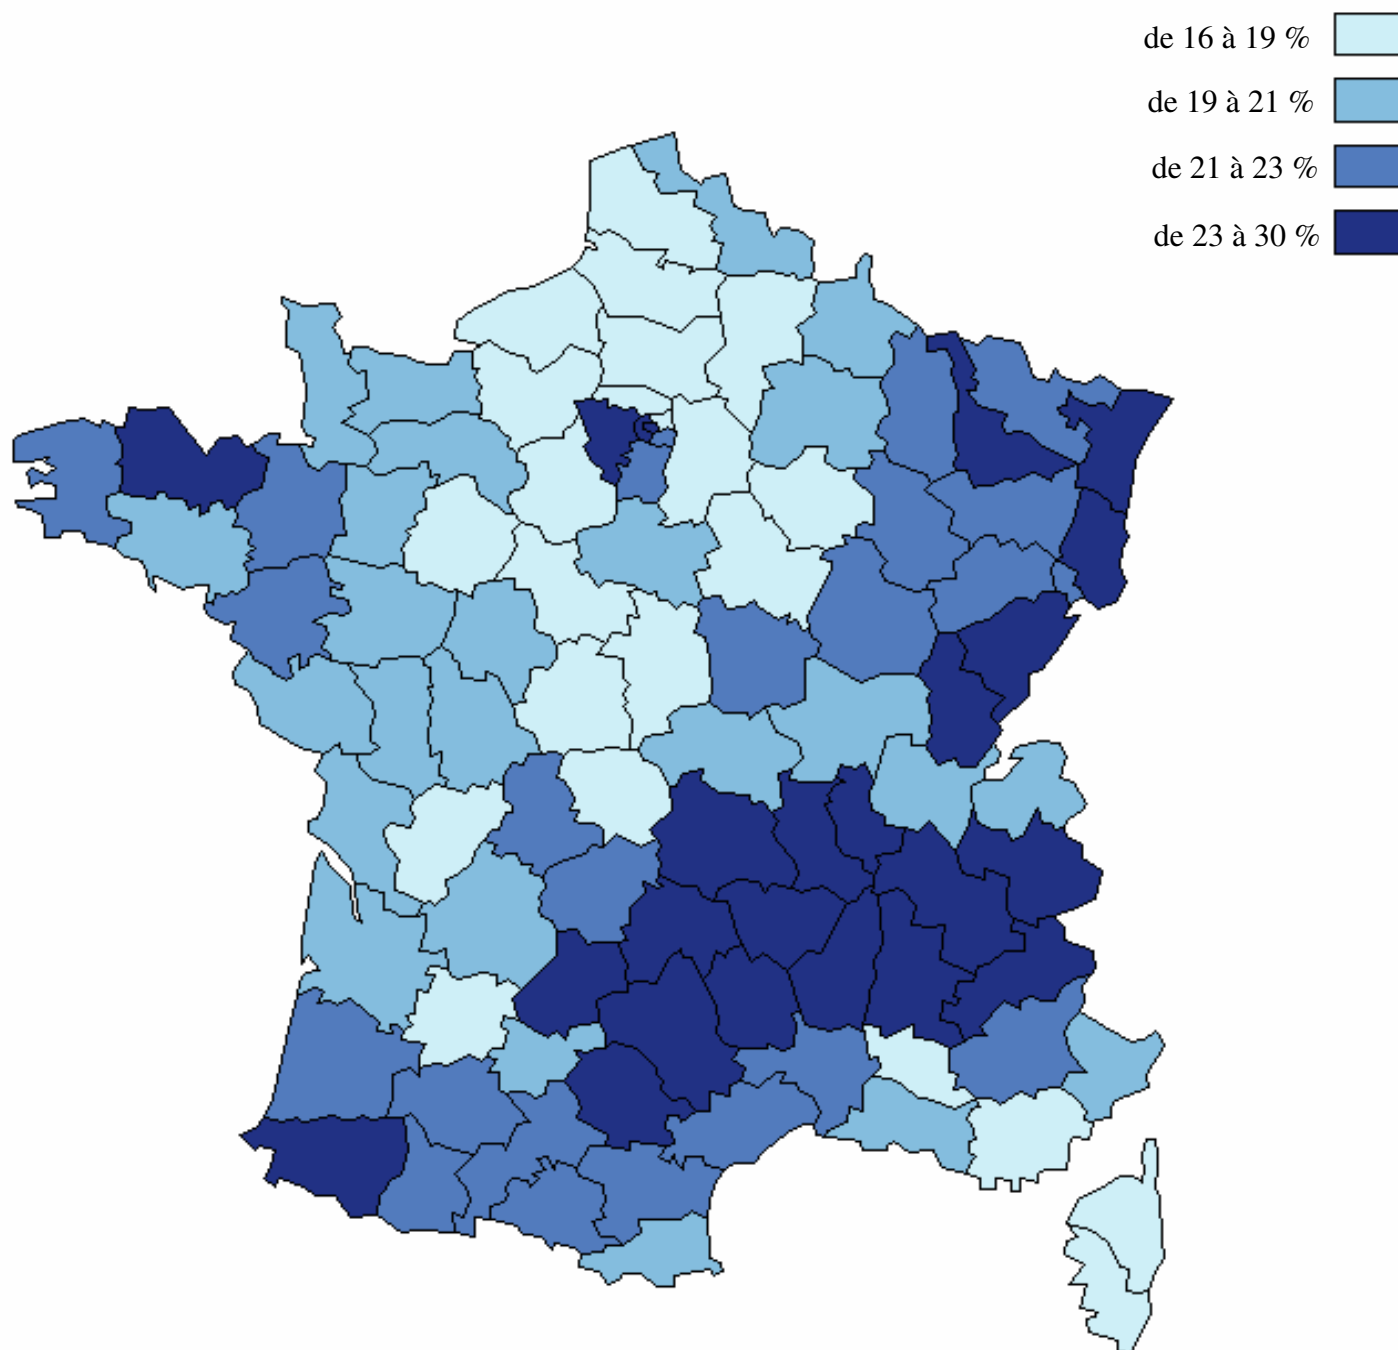 de 16 à 19 %
de 19 à 21 %
de 21 à 23 %
de 23 à 30 %